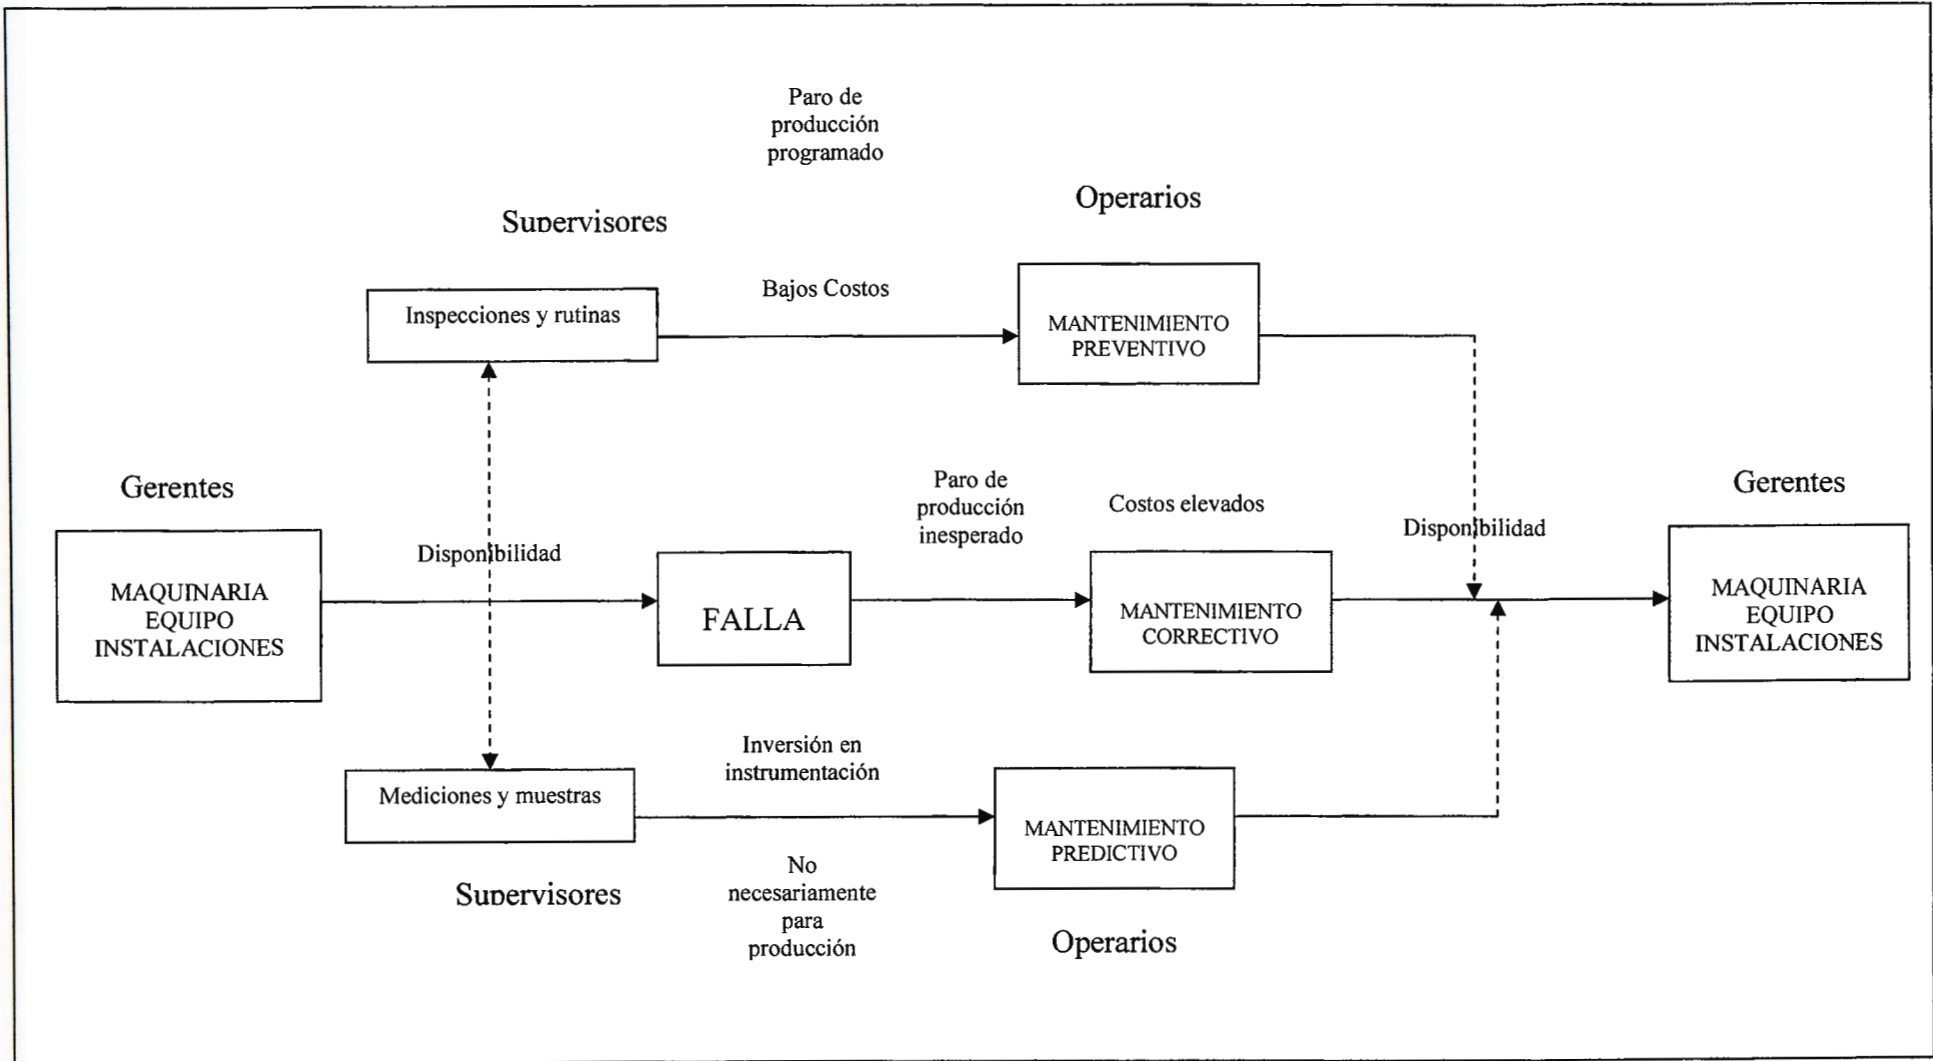 Paro de
producción
programado
Operarios
Supervisores
Bajos Costos
Inspecciones y rutinas
MANTENIMIENTO
PREVENTIVO
Gerentes
Paro de
producción
inesperado
Costos elevados
Gerentes
Disponibilidad
Disponibilidad
MAQUINARIA
EQUIPO
INSTALACIONES
FALLA
MANTENIMIENTO
CORRECTIVO
MAQUINARIA
EQUIPO
INSTALACIONES
Inversión en
instrumentación
Mediciones y muestras
MANTENIMIENTO
PREDICTIVO
No
necesariamente
para
producción
Supervisores
Operarios